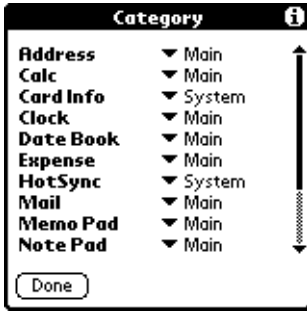 Category i
Address Main
Calc Main
Card Info System
Clock Main
Date Book Main
Expense Main
HotSync System
Mail Main
Memo Pad Main
Note Pad Main
Done